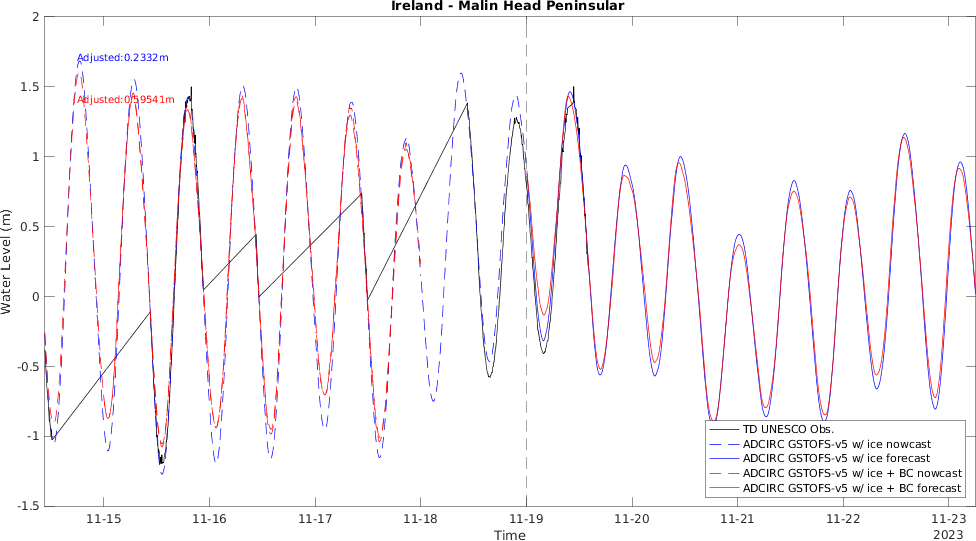 Ireland - Malin Head Peninsular
Adjusted:0.2332m
Adjusted:0.59541m
2
1.5
1
0.5
0
-0.5
-1
-1.5
Water Level (m)
TD UNESCO Obs.
ADCIRC GSTOFS-v5 w/ ice nowcast
ADCIRC GSTOFS-v5 w/ ice forecast
ADCIRC GSTOFS-v5 w/ ice + BC nowcast
ADCIRC GSTOFS-v5 w/ ice + BC forecast
11-15 11-16 11-17 11-18 11-19 11-20 11-21 11-22 11-23
Time
2023